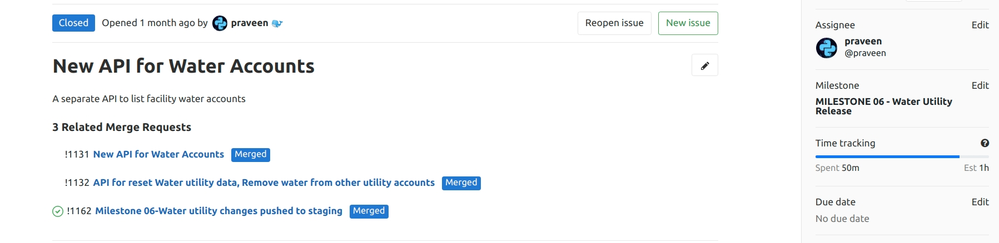 Closed Opened 1 month ago by praveen 🐳 Reopen issue New issue
New API for Water Accounts
A separate API to list facility water accounts
3 Related Merge Requests
!1131 New API for Water Accounts Merged
!1132 API for reset Water utility data, Remove water from other utility accounts Merged
!1162 Milestone 06-Water utility changes pushed to staging Merged
Assignee Edit
praveen
@praveen
Milestone Edit
MILESTONE 06 - Water Utility
Release
Time tracking ?
Spent 50m Est 1h
Due date Edit
No due date